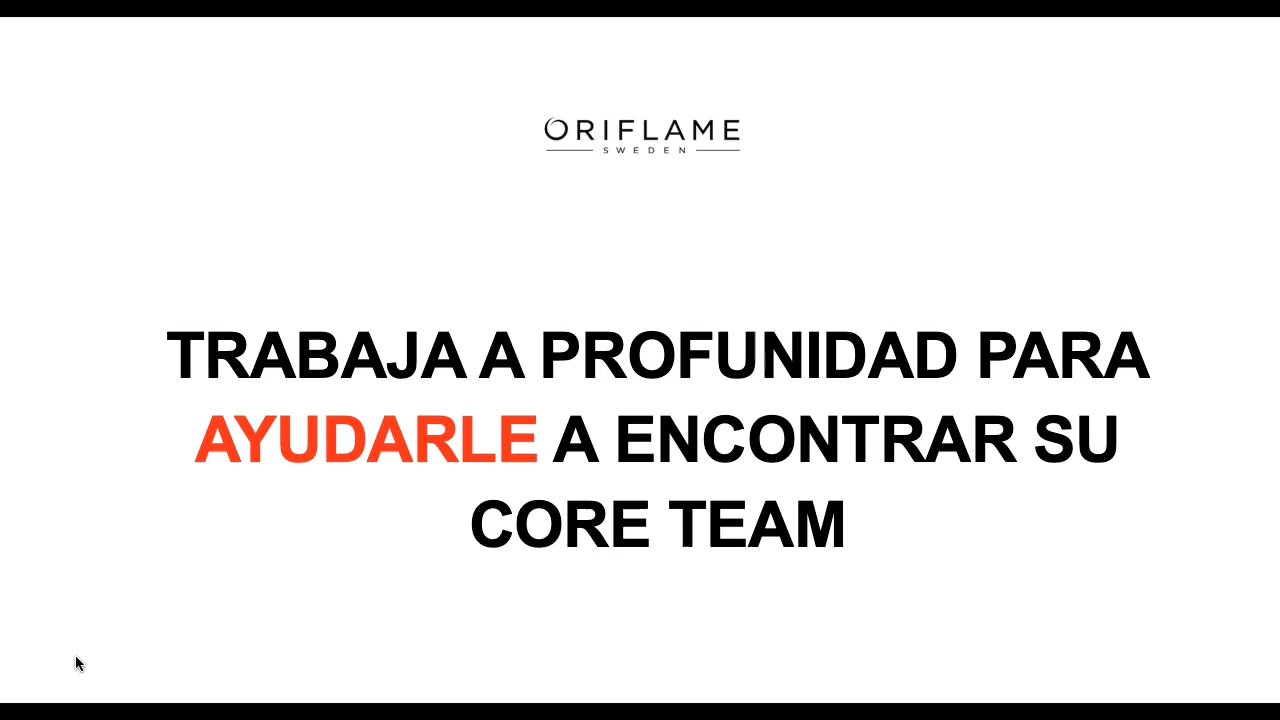 ORIFLAME
SWEDEN
TRABAJA A PROFUNIDAD PARA
AYUDARLE A ENCONTRAR SU
CORE TEAM